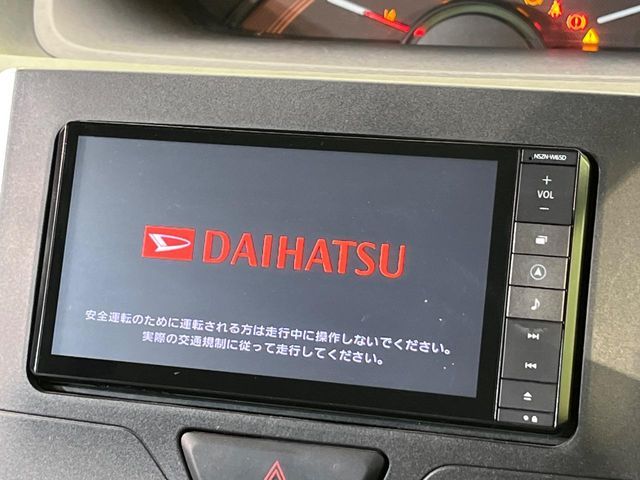 NSZN-W65D
+
VOL
−
DAIHATSU
安全運転のために運転される方は走行中に操作しないでください。
実際の交通規制に従って走行してください。